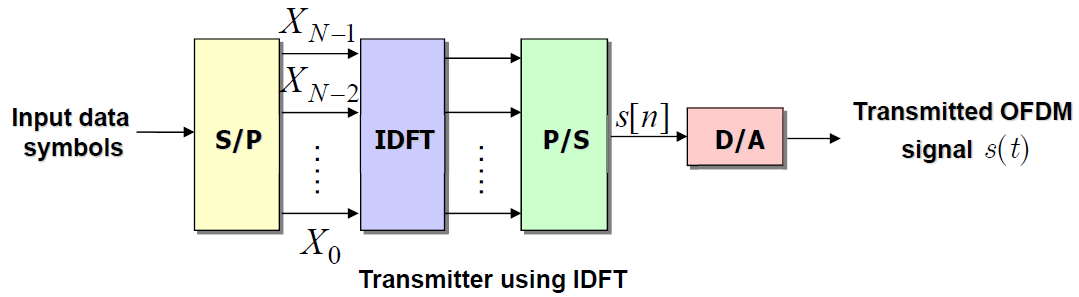 Input data
symbols
S/P
X_{N-1}
X_{N-2}
X_0
IDFT
P/S
s[n]
D/A
Transmitted OFDM
signal s(t)
Transmitter using IDFT